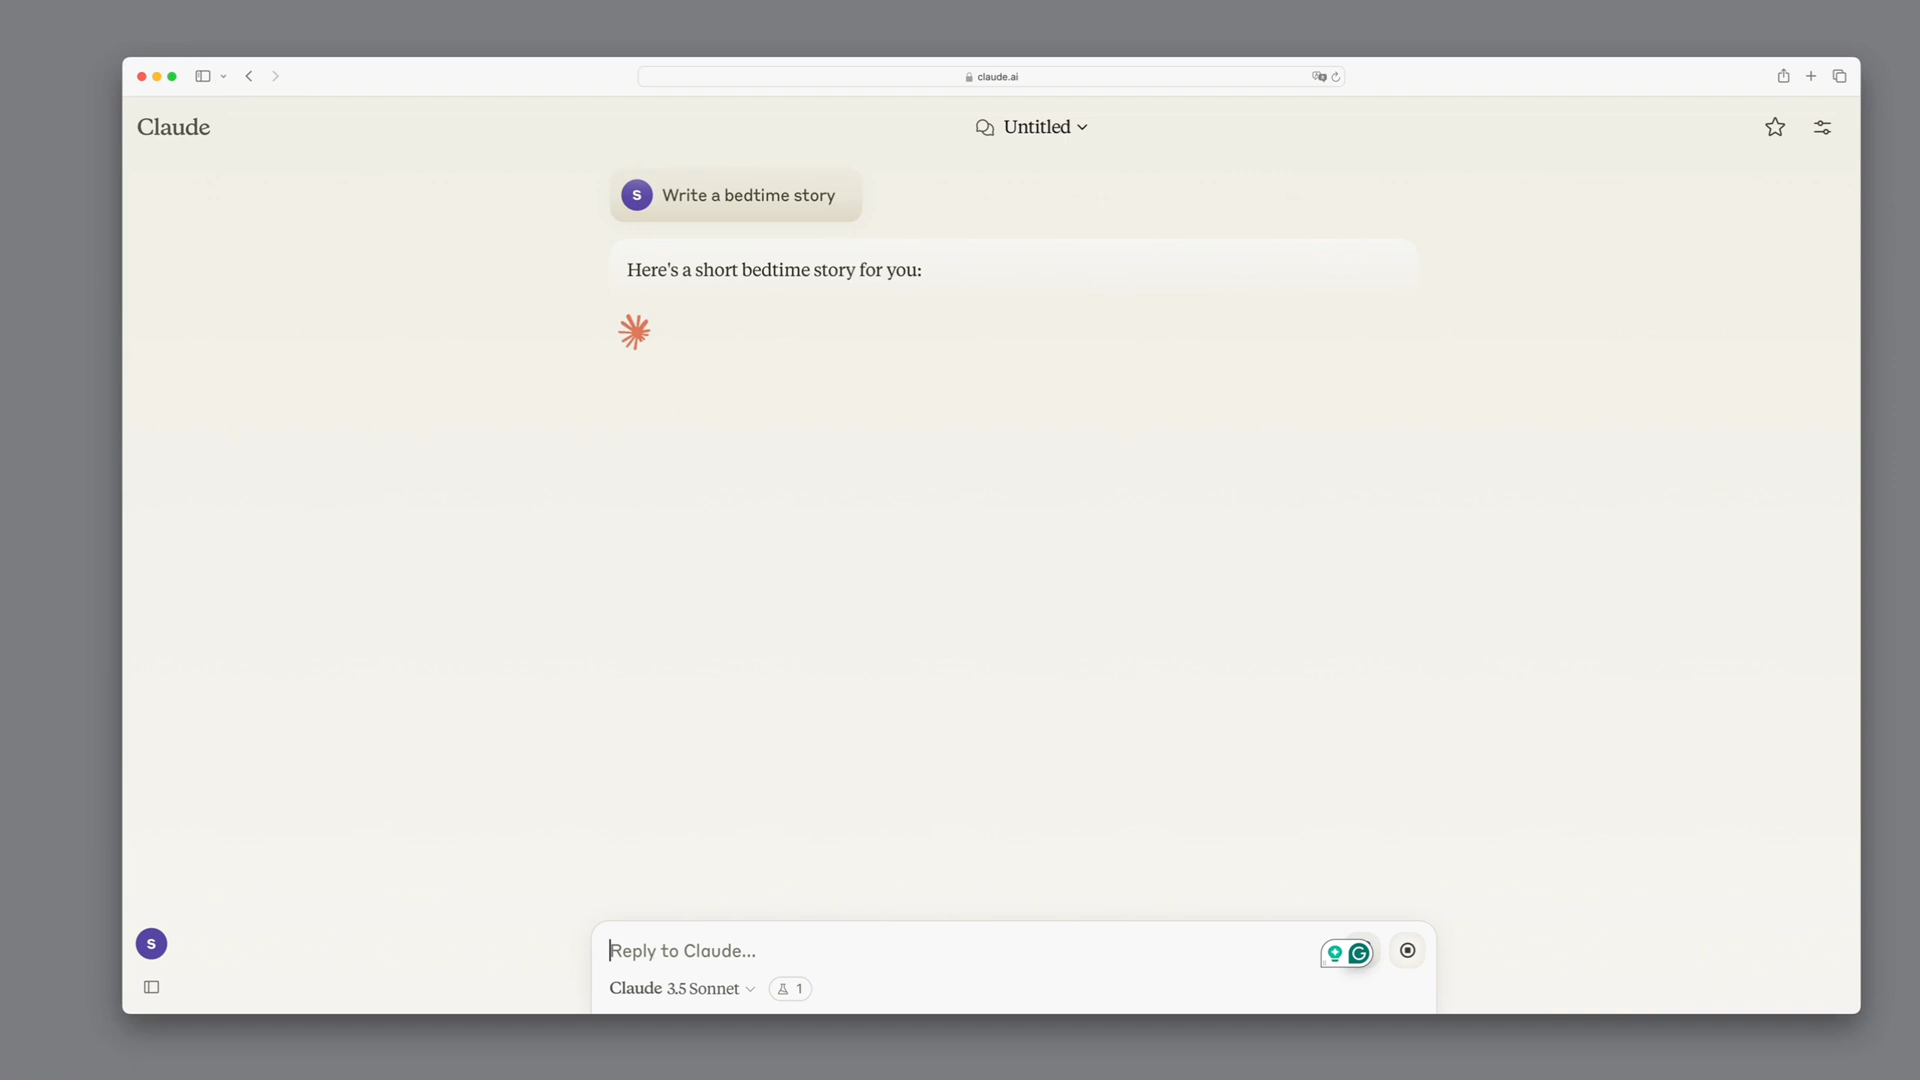 claude.ai
Claude
Untitled
S
Write a bedtime story
Here's a short bedtime story for you:
S
Reply to Claude...
G
Claude 3.5 Sonnet
1